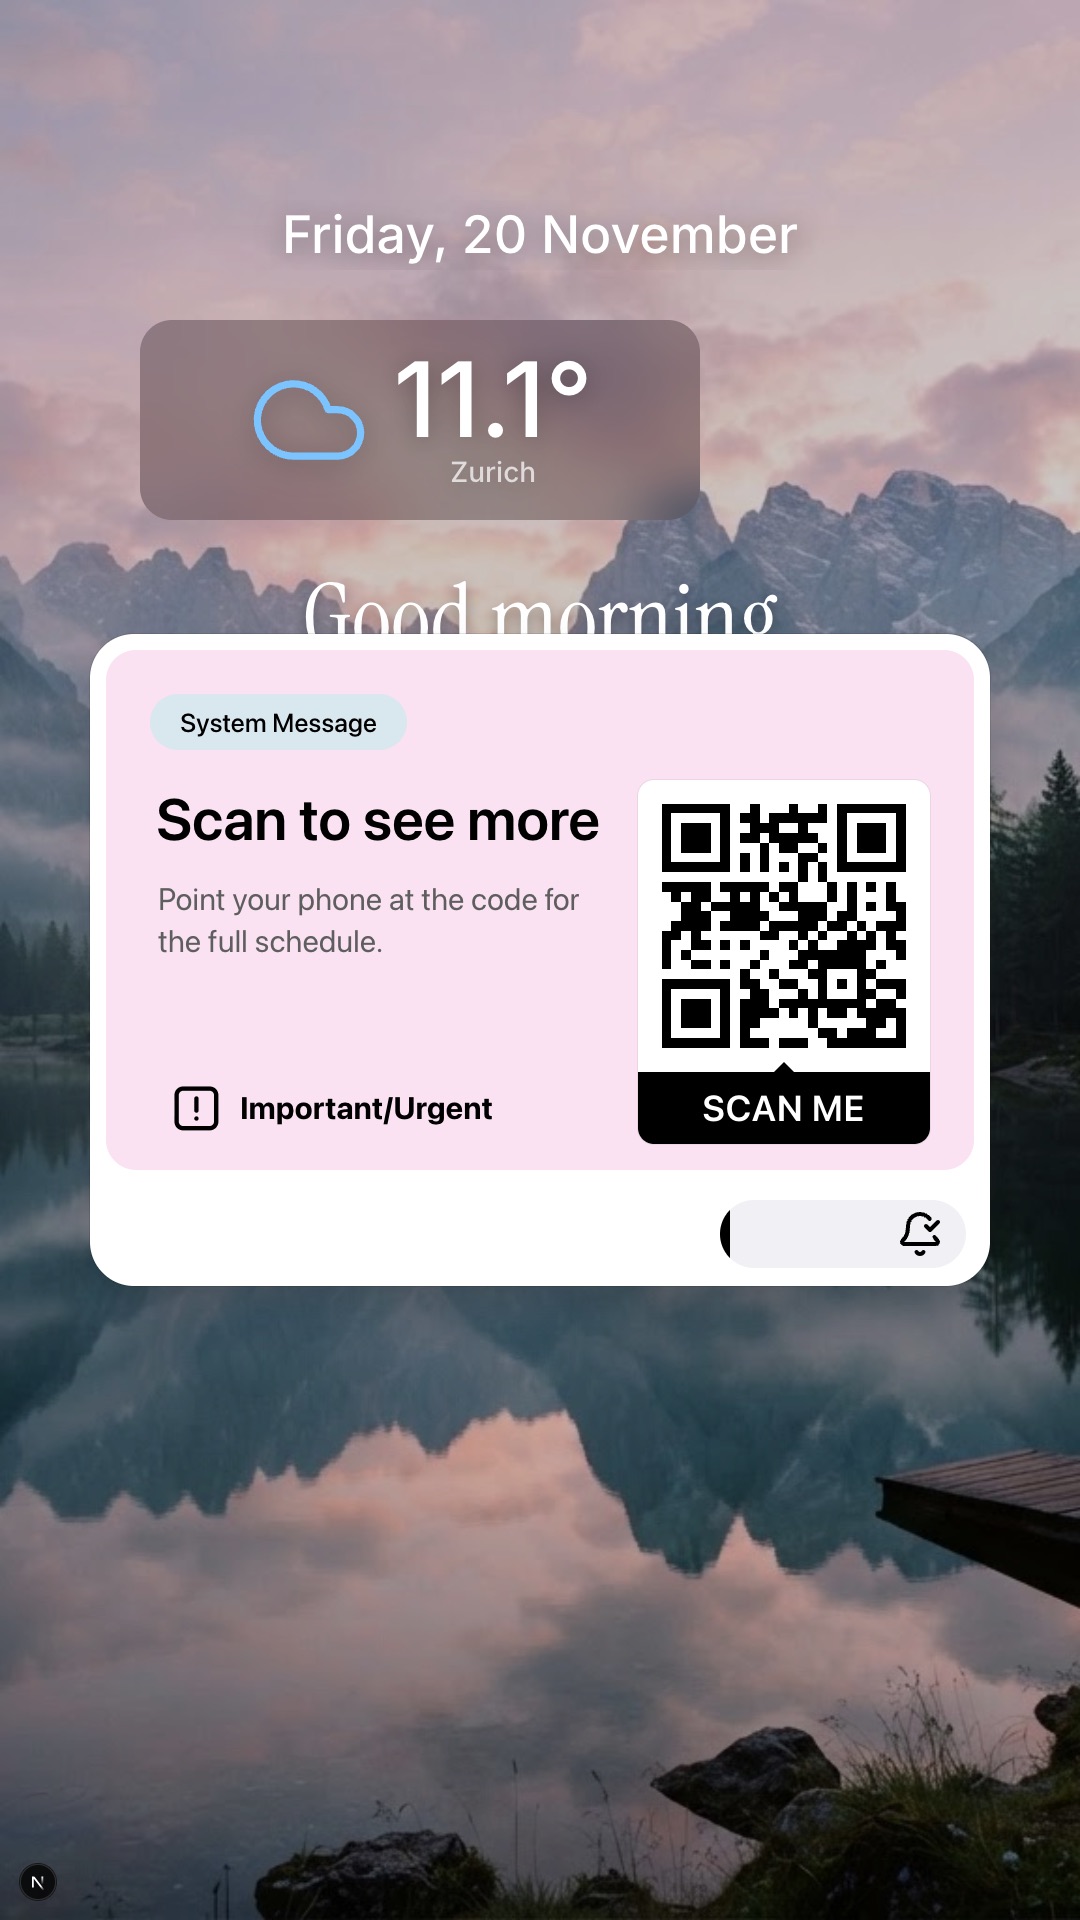 Friday, 20 November
11.1°
Zurich
Good morning
System Message
Scan to see more
Point your phone at the code for
the full schedule.
Important/Urgent
SCAN ME
N